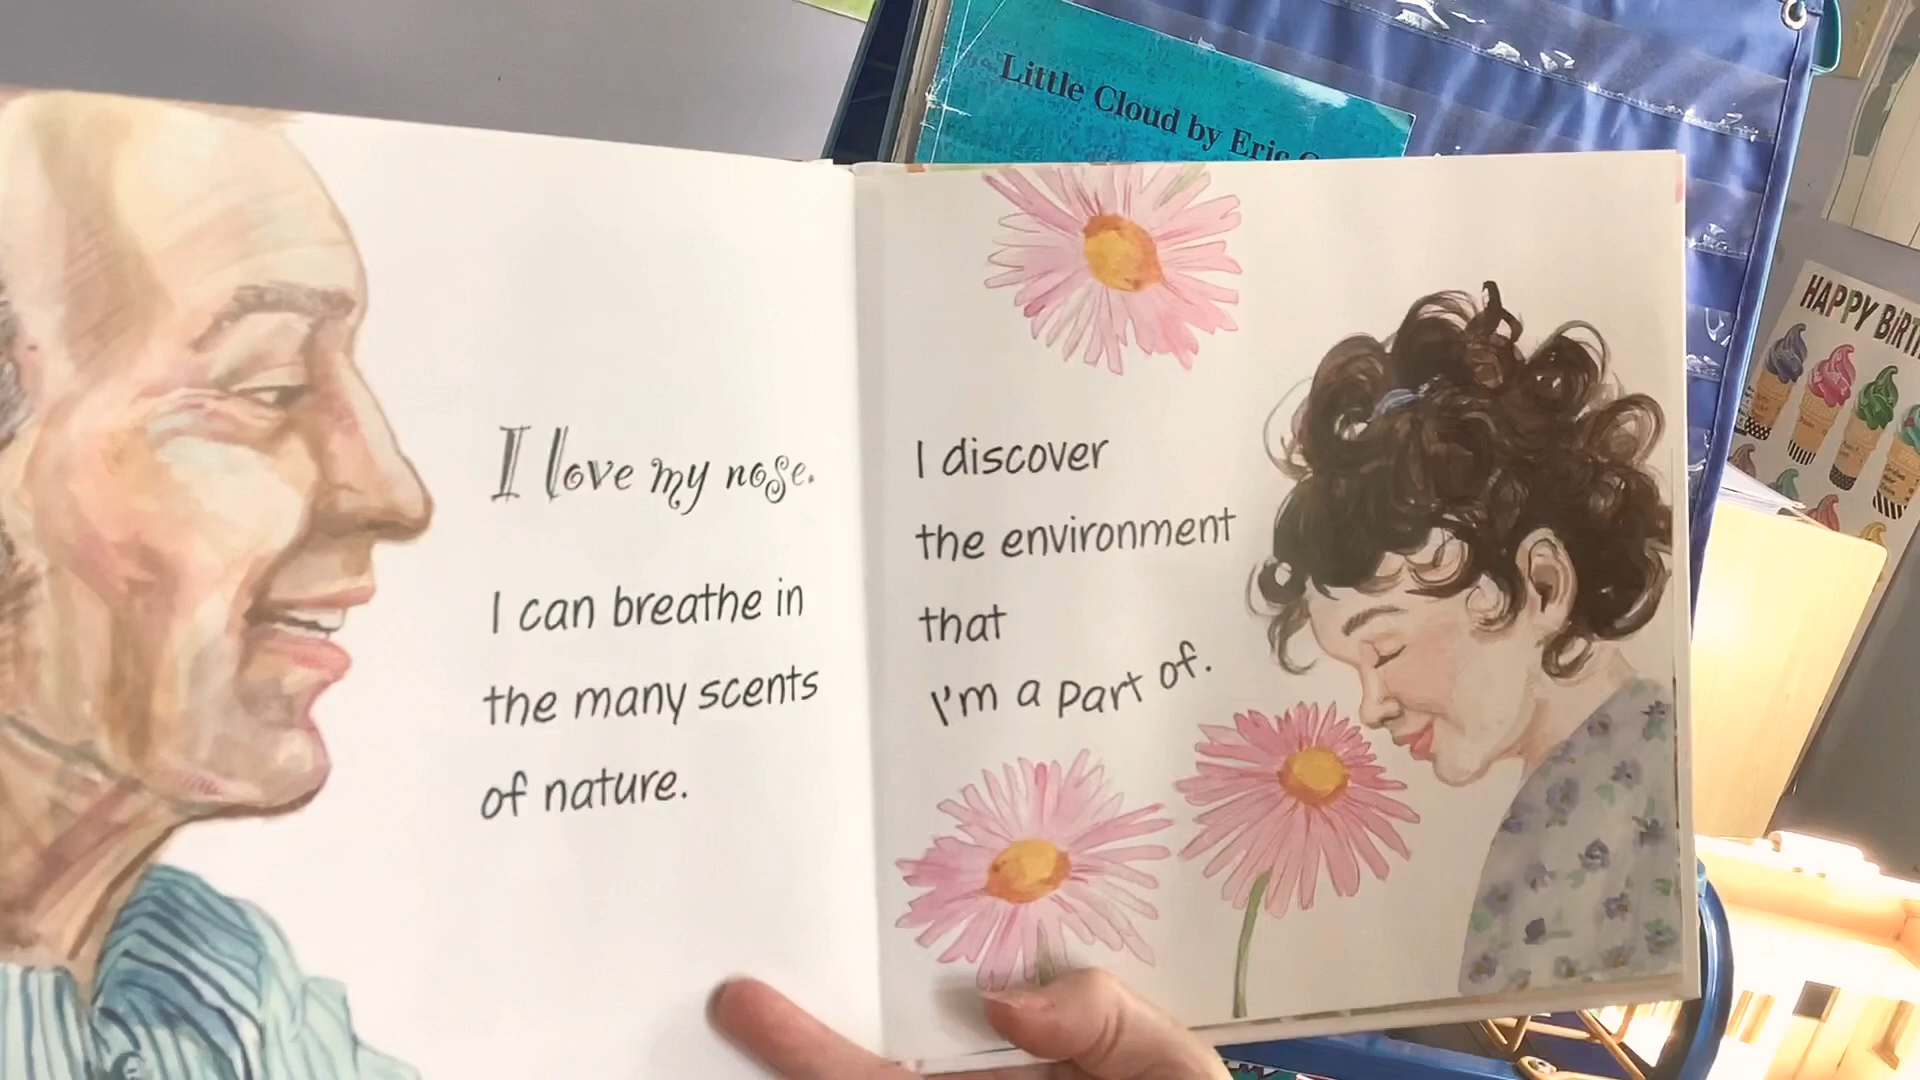 Little Cloud by Eric
HAPPY
I love my nose.
I can breathe in
the many scents
of nature.
I discover
the environment
that
I'm a part of.